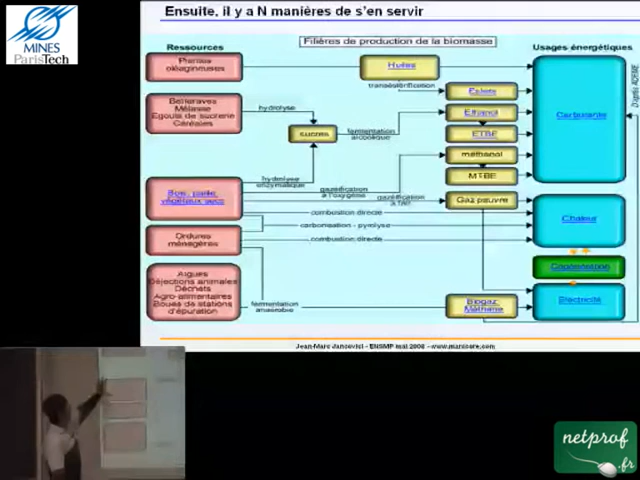 MINES
ParisTech
Ensuite, il y a N manières de s'en servir
Ressources
Filières de production de la biomasse
Usages énergétiques
Plantes
oléagineuses
Huiles
transestérification
Esters
Betteraves
Mélasse
Egouts de sucrerie
Céréales
hydrolyse
sucres
fermentation
alcoolique
Ethanol
ETBE
méthanol
MTBE
Carburants
D'après ADEME
hydrolyse
enzymatique
Bois, paille,
végétaux secs
gazéification
à l'oxygène
gazéification
à l'air
Gaz pauvre
combustion directe
carbonisation - pyrolyse
combustion directe
Chaleur
Ordures
ménagères
Cogénération
Algues
Déjections animales
Déchets
Agro-alimentaires
Boues de stations
d'épuration
fermentation
anaérobie
Biogaz
Méthane
Electricité
Jean-Marc Jancovici - ENSMP mai 2008 - www.manicore.com
netprof
.fr